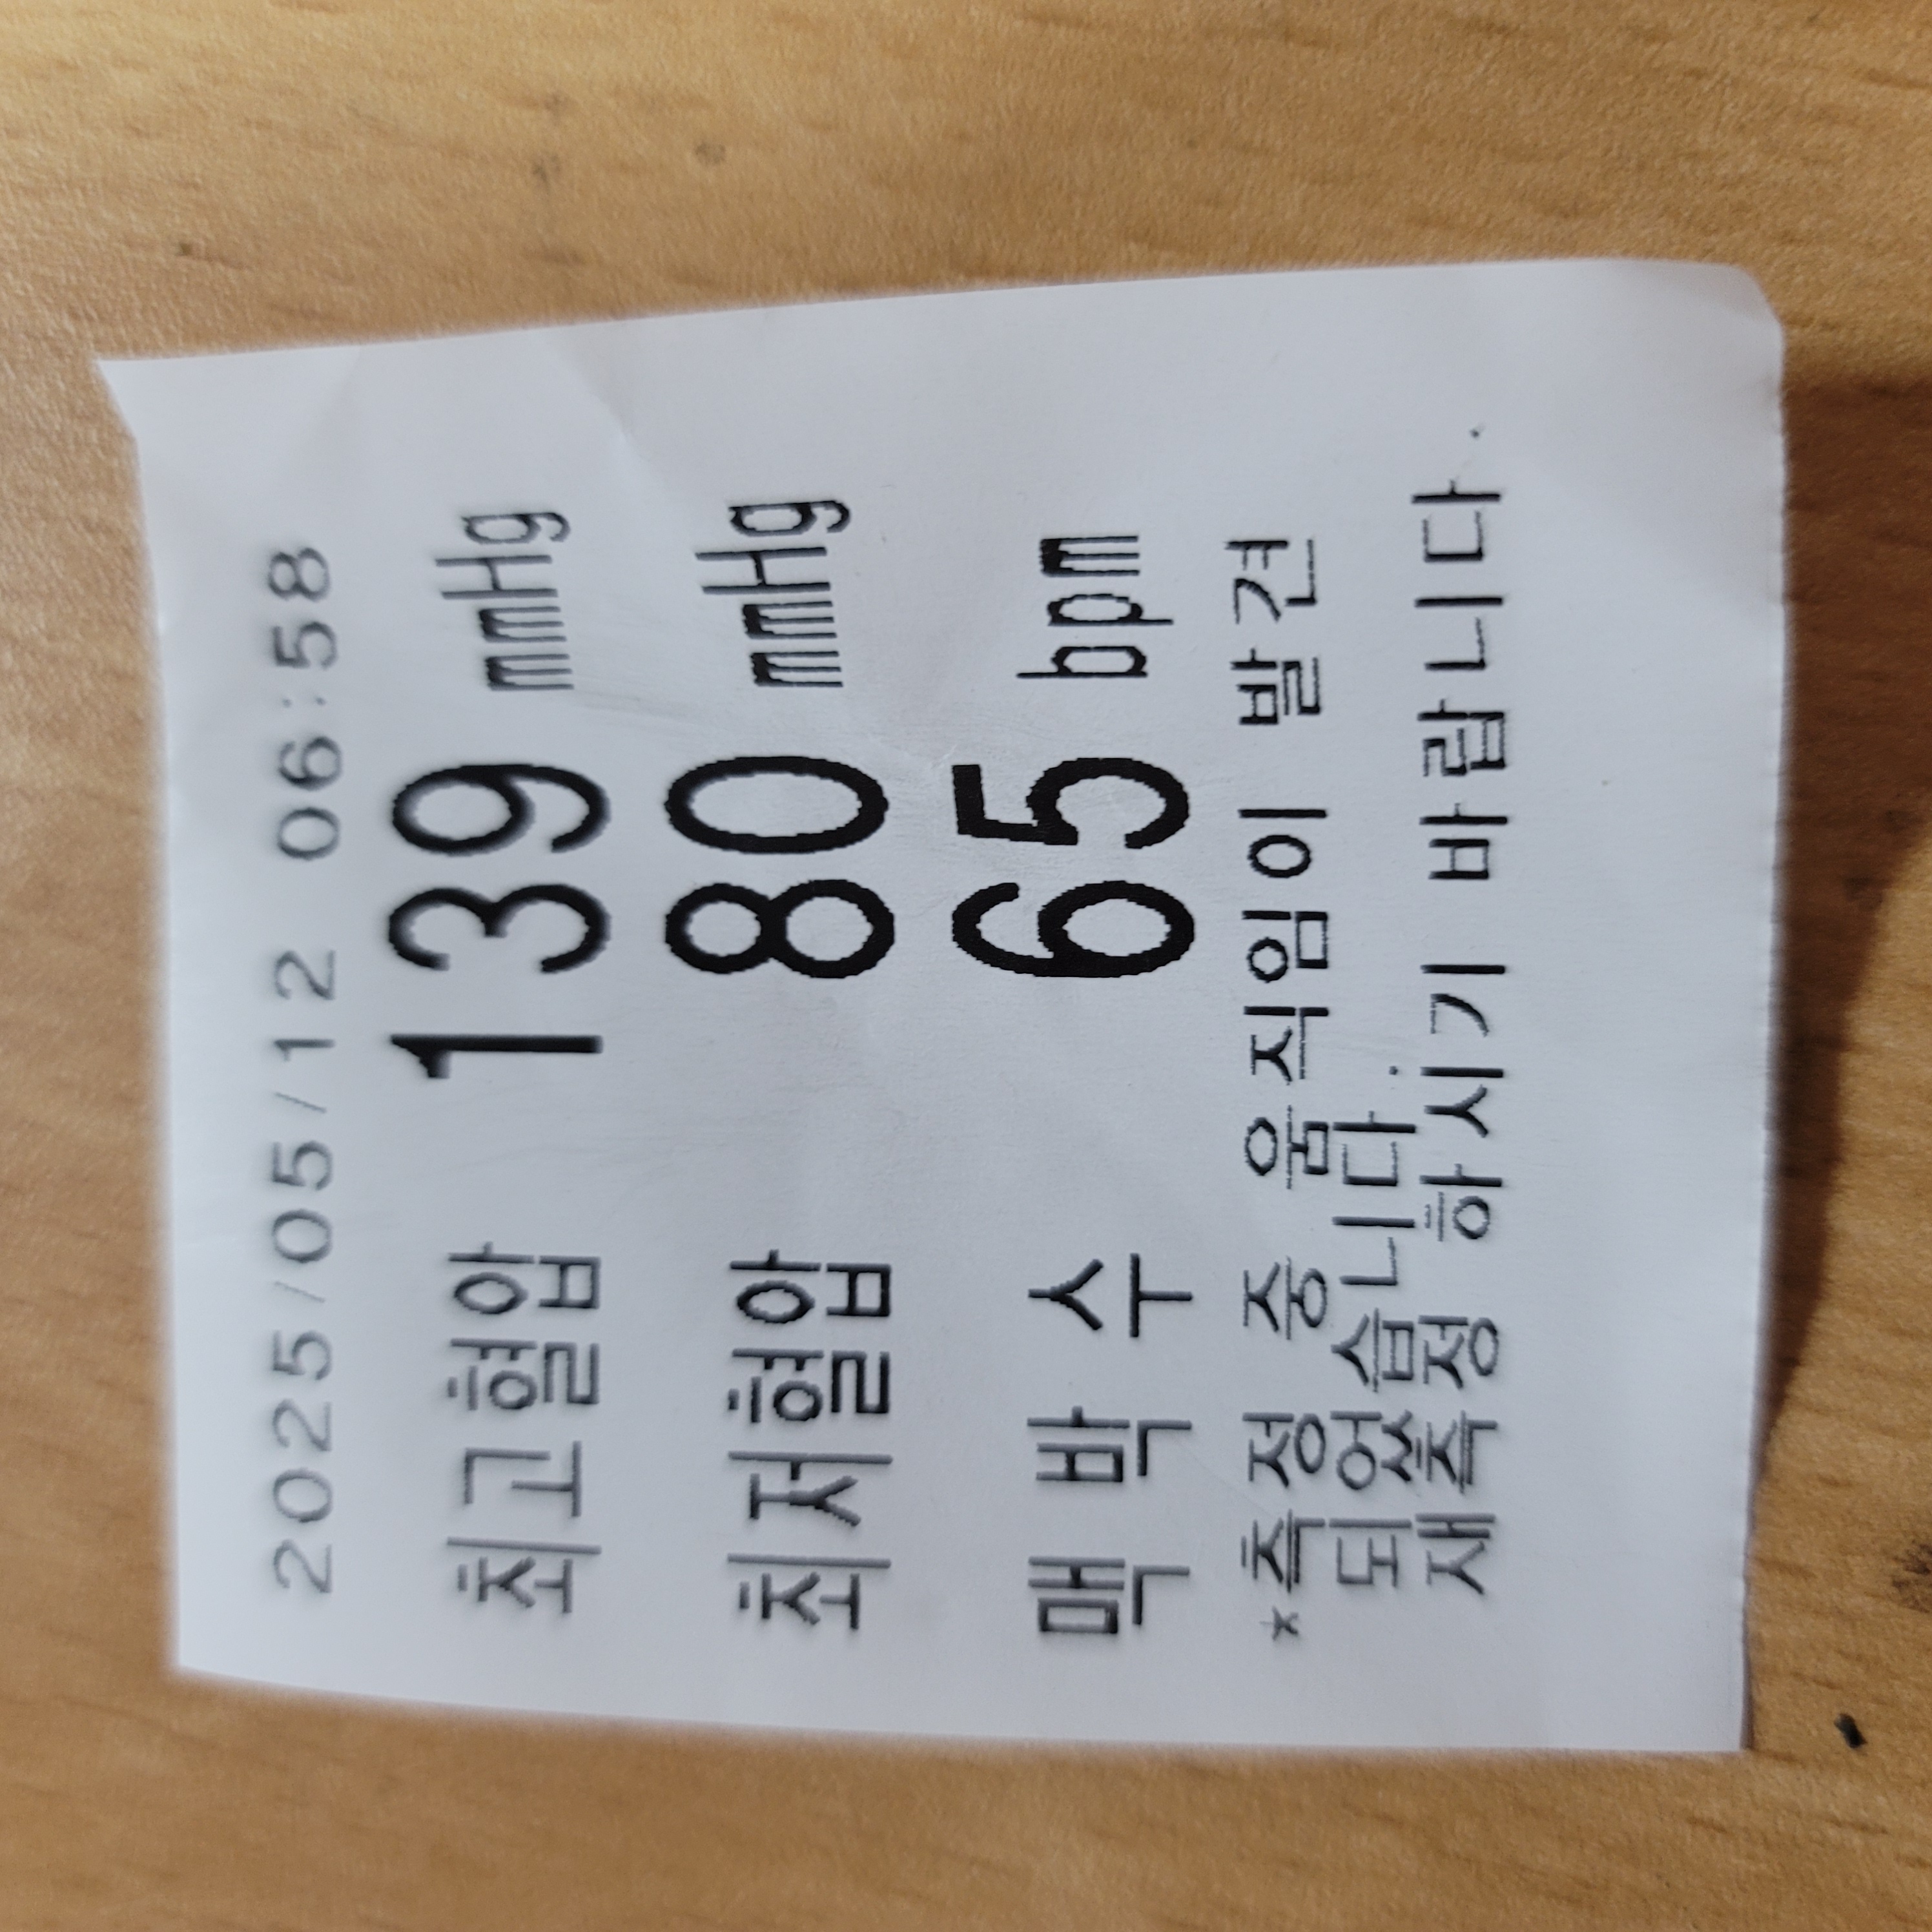 2025/05/12 06:58
최고혈압 139 mmHg
최저혈압 80 mmHg
맥 박 수 65 bpm
*측정 중 움직임이 발견
되었습니다.
재측정 하시기 바랍니다.